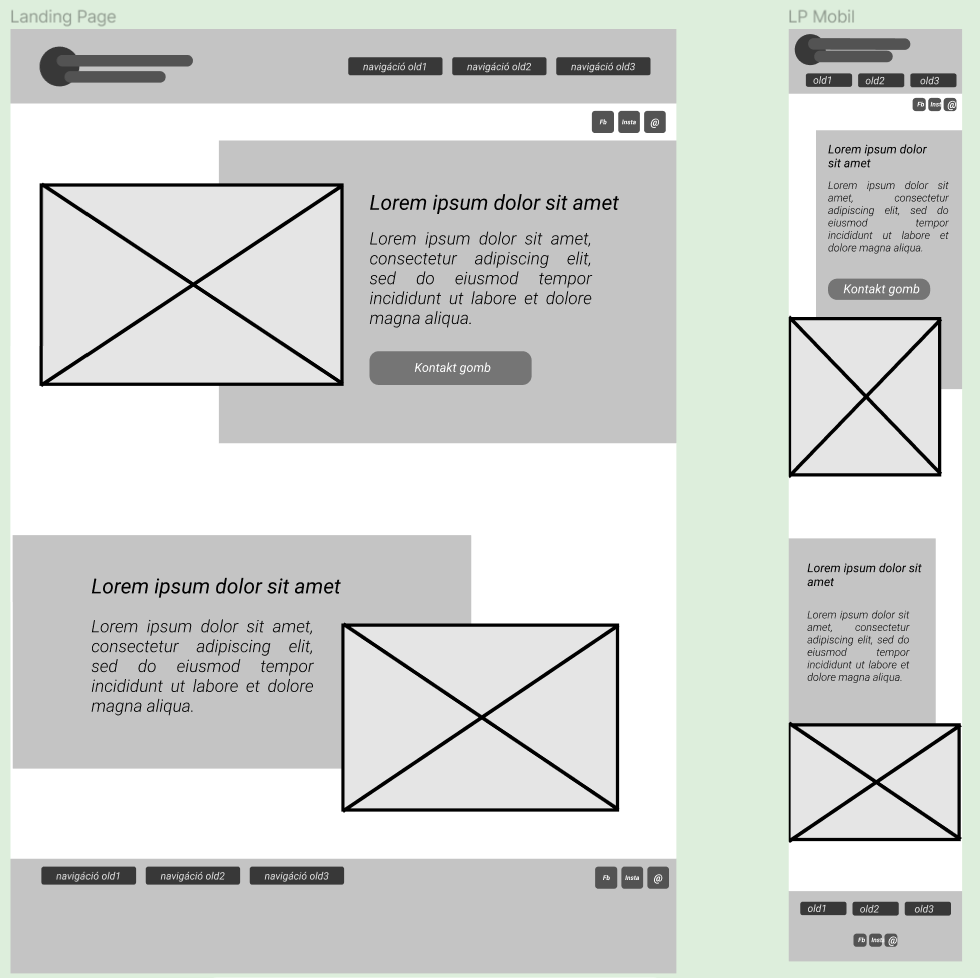 Landing Page
navigáció old1
navigáció old2
navigáció old3
Fb
Insta
@
Lorem ipsum dolor sit amet
Lorem ipsum dolor sit amet,
consectetur adipiscing elit,
sed do eiusmod tempor
incididunt ut labore et dolore
magna aliqua.
Kontakt gomb
Lorem ipsum dolor sit amet
Lorem ipsum dolor sit amet,
consectetur adipiscing elit,
sed do eiusmod tempor
incididunt ut labore et dolore
magna aliqua.
navigáció old1
navigáció old2
navigáció old3
Fb
Insta
@
LP Mobil
old1
old2
old3
Fb
Inst
@
Lorem ipsum dolor
sit amet
Lorem ipsum dolor sit
amet, consectetur
adipiscing elit, sed do
eiusmod tempor
incididunt ut labore et
dolore magna aliqua.
Kontakt gomb
Lorem ipsum dolor sit
amet
Lorem ipsum dolor sit
amet, consectetur
adipiscing elit, sed do
eiusmod tempor
incididunt ut labore et
dolore magna aliqua.
old1
old2
old3
Fb
Inst
@